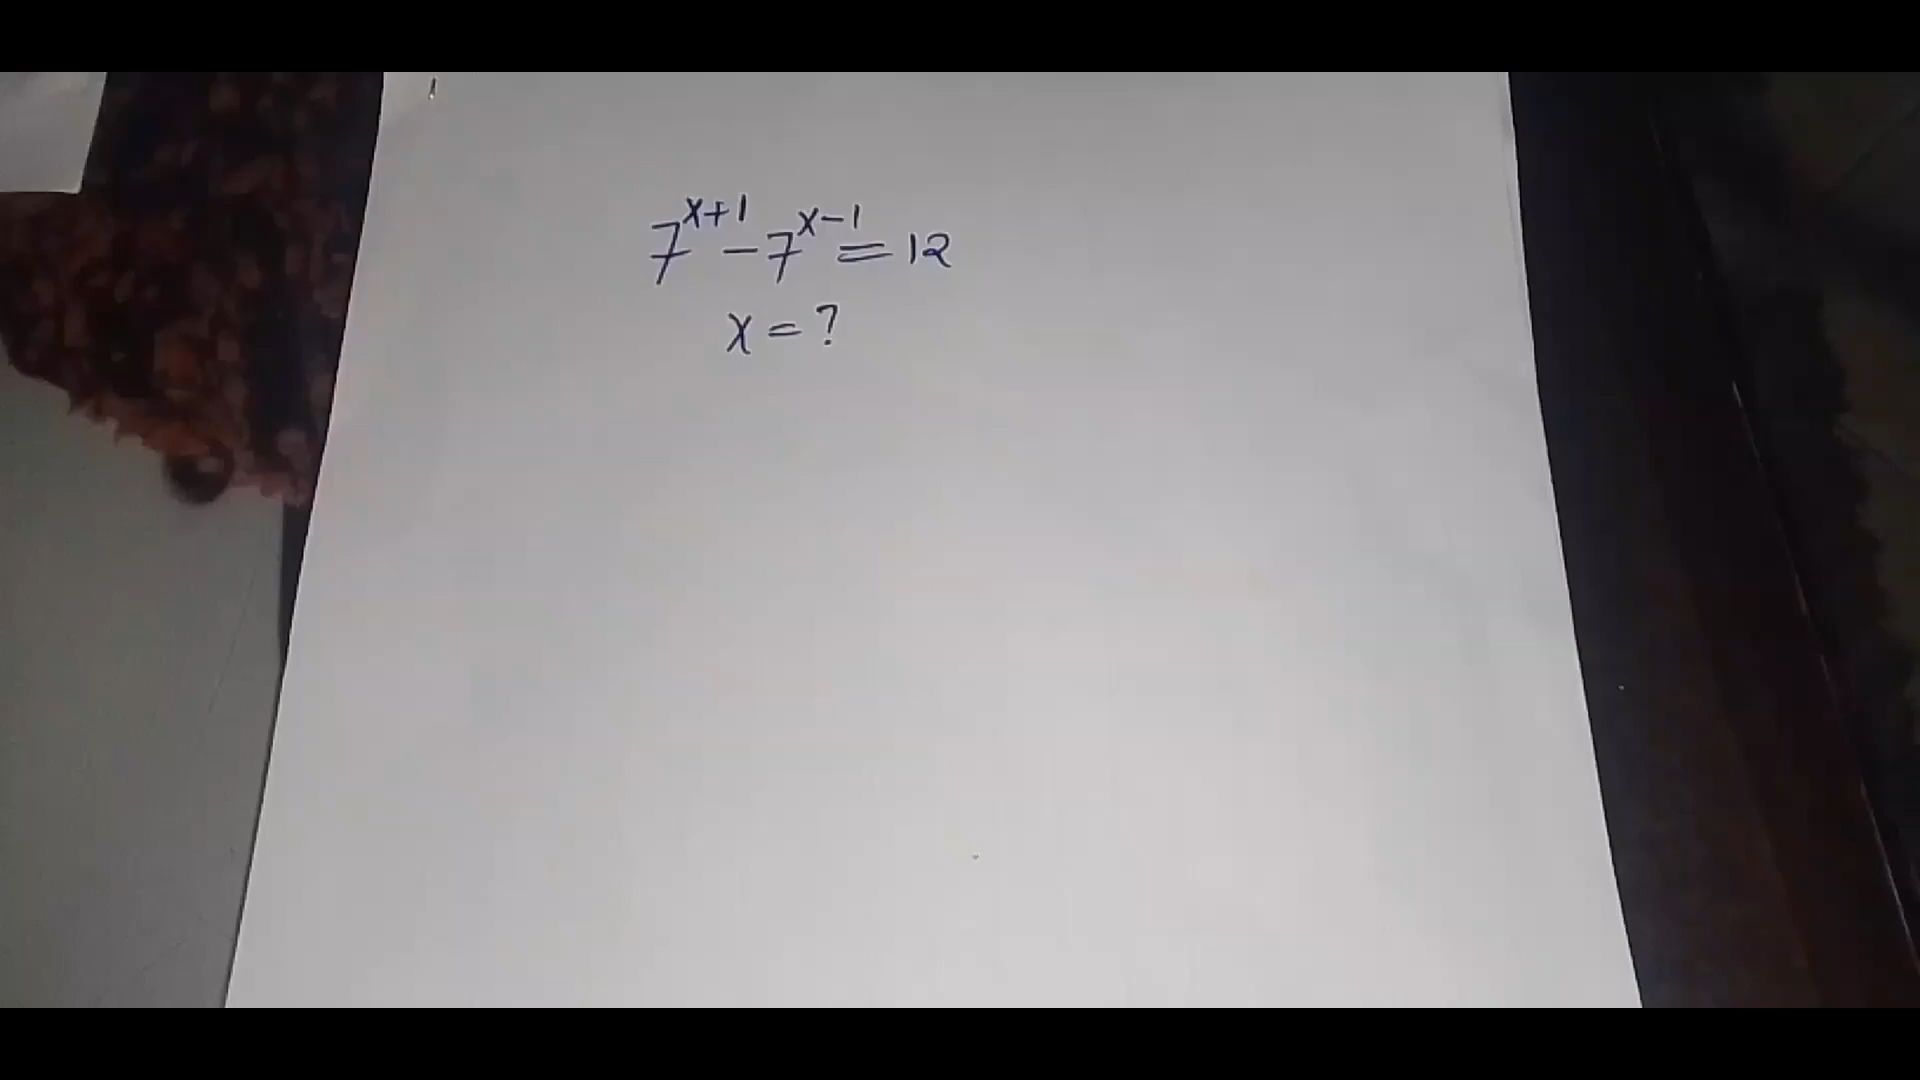 7^{x+1} - 7^{x-1} = 12
x = ?